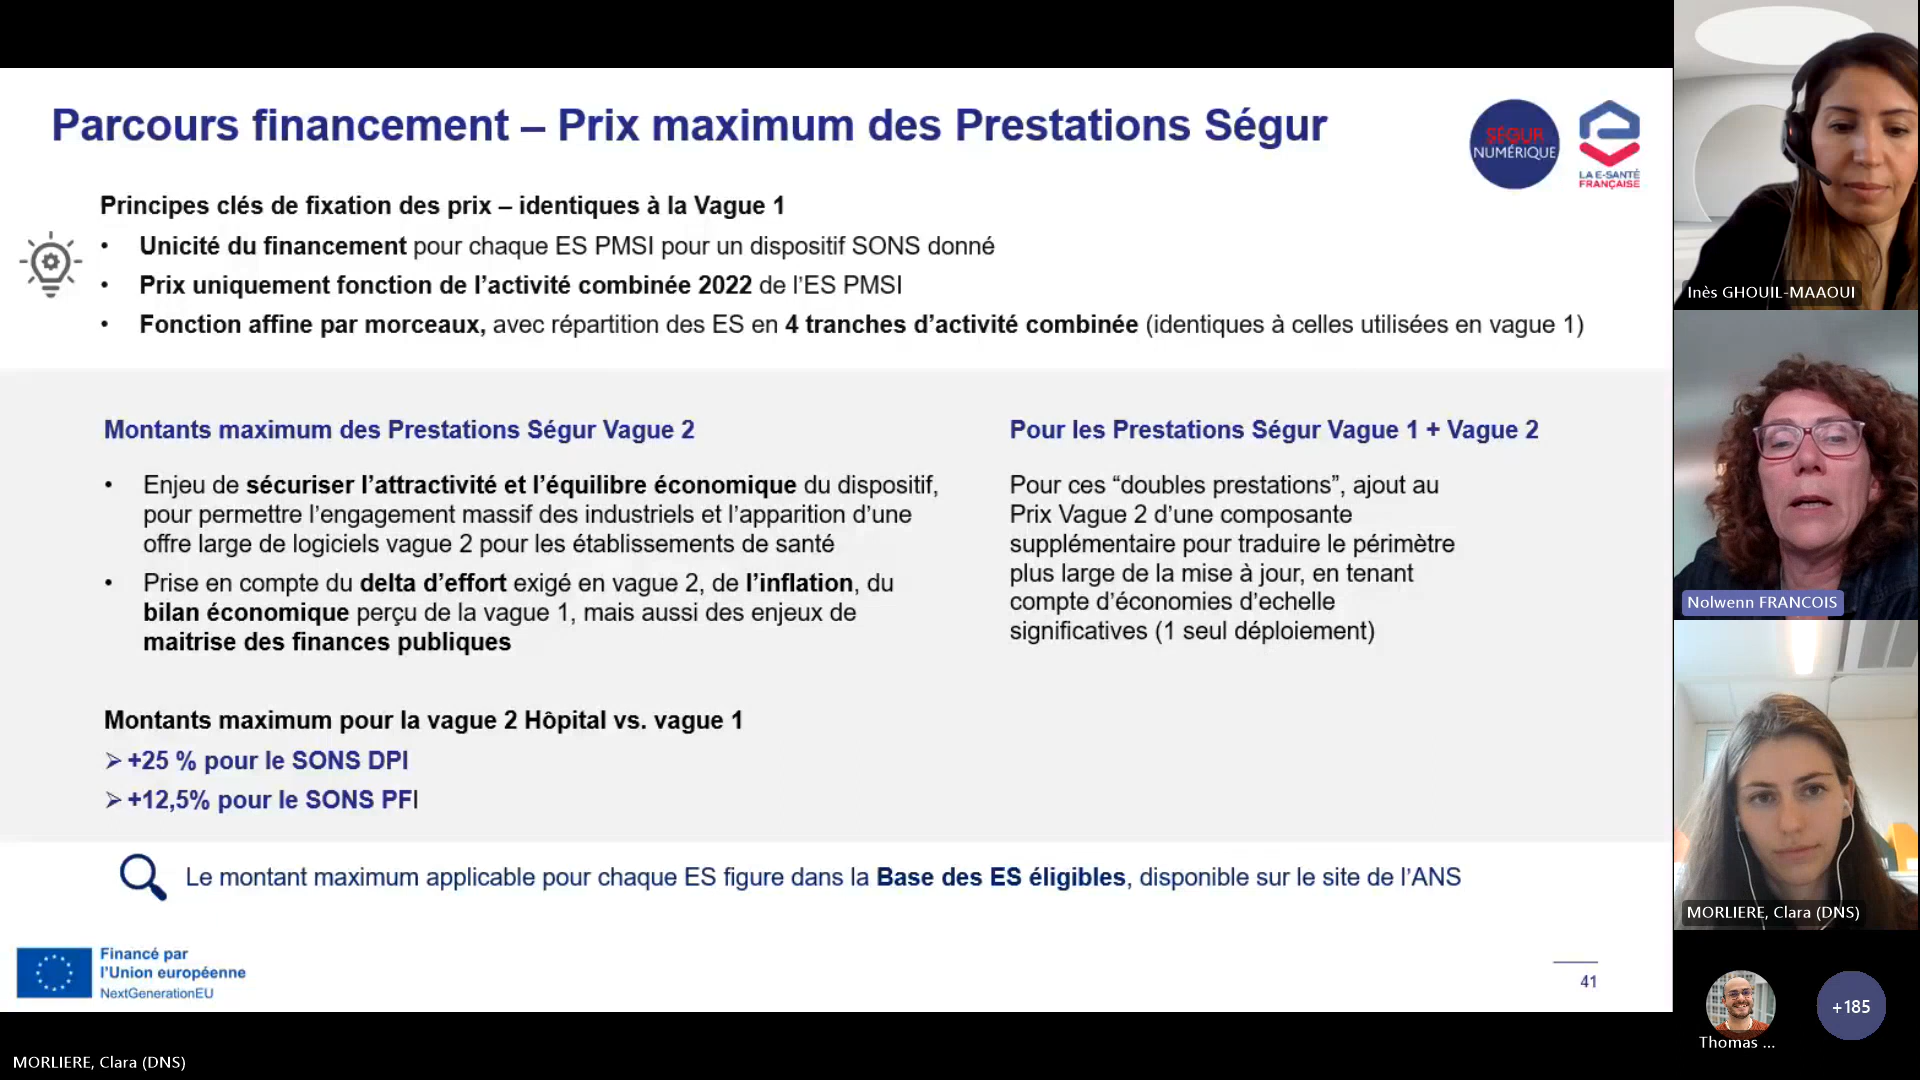 Parcours financement – Prix maximum des Prestations Ségur
SÉGUR
NUMÉRIQUE
LA E-SANTÉ
FRANÇAISE
Principes clés de fixation des prix – identiques à la Vague 1
• Unicité du financement pour chaque ES PMSI pour un dispositif SONS donné
• Prix uniquement fonction de l’activité combinée 2022 de l’ES PMSI
• Fonction affine par morceaux, avec répartition des ES en 4 tranches d’activité combinée (identiques à celles utilisées en vague 1)
Montants maximum des Prestations Ségur Vague 2
• Enjeu de sécuriser l’attractivité et l’équilibre économique du dispositif,
pour permettre l’engagement massif des industriels et l’apparition d’une
offre large de logiciels vague 2 pour les établissements de santé
• Prise en compte du delta d’effort exigé en vague 2, de l’inflation, du
bilan économique perçu de la vague 1, mais aussi des enjeux de
maitrise des finances publiques
Montants maximum pour la vague 2 Hôpital vs. vague 1
➢ +25 % pour le SONS DPI
➢ +12,5% pour le SONS PFI
Pour les Prestations Ségur Vague 1 + Vague 2
Pour ces “doubles prestations”, ajout au
Prix Vague 2 d’une composante
supplémentaire pour traduire le périmètre
plus large de la mise à jour, en tenant
compte d’économies d’echelle
significatives (1 seul déploiement)
Le montant maximum applicable pour chaque ES figure dans la Base des ES éligibles, disponible sur le site de l’ANS
Financé par
l’Union européenne
NextGenerationEU
41
Inès GHOUIL-MAAOUI
Nolwenn FRANCOIS
MORLIERE, Clara (DNS)
Thomas ...
+185
MORLIERE, Clara (DNS)